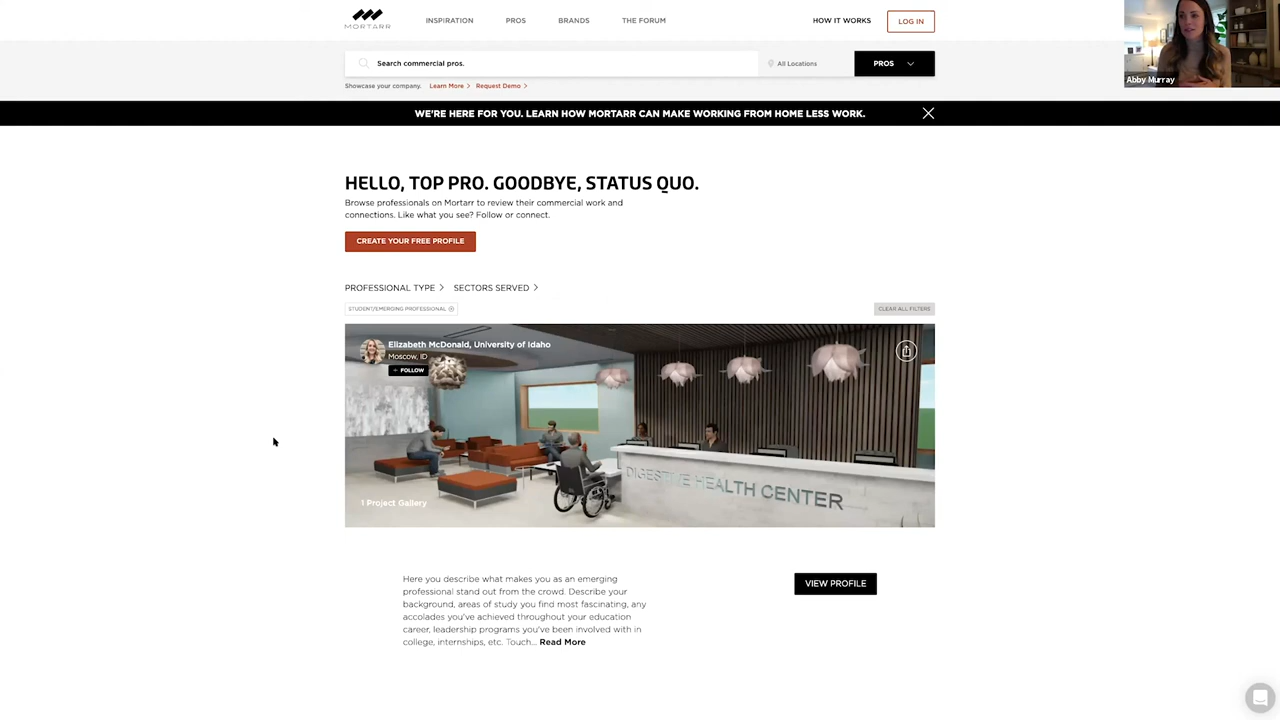 MORTARR
INSPIRATION PROS BRANDS THE FORUM HOW IT WORKS LOG IN
Search commercial pros. All Locations PROS
Showcase your company. Learn More Request Demo
Abby Murray
WE'RE HERE FOR YOU. LEARN HOW MORTARR CAN MAKE WORKING FROM HOME LESS WORK.
HELLO, TOP PRO. GOODBYE, STATUS QUO.
Browse professionals on Mortarr to review their commercial work and
connections. Like what you see? Follow or connect.
CREATE YOUR FREE PROFILE
PROFESSIONAL TYPE SECTORS SERVED
STUDENT/EMERGING PROFESSIONAL CLEAR ALL FILTERS
Elizabeth McDonald, University of Idaho
Moscow, ID
+ FOLLOW
DIGESTIVE HEALTH CENTER
1 Project Gallery
Here you describe what makes you as an emerging
professional stand out from the crowd. Describe your
background, areas of study you find most fascinating, any
accolades you've achieved throughout your education
career, leadership programs you've been involved with in
college, internships, etc. Touch... Read More
VIEW PROFILE